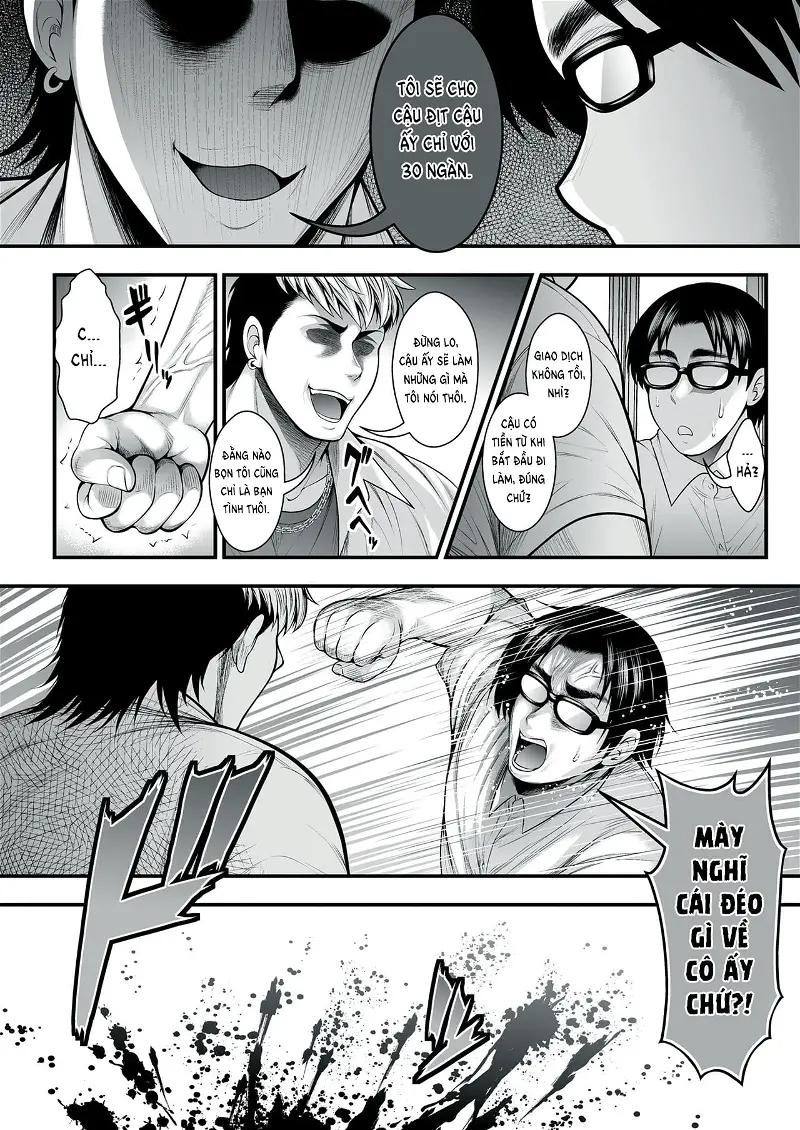 TÔI SẼ CHO
CẬU ĐỊT CẬU
ẤY CHỈ VỚI
30 NGÀN.
...
HẢ?
GIAO DỊCH
KHÔNG TỒI,
NHỈ?
CẬU CÓ
TIỀN TỪ KHI
BẮT ĐẦU ĐI
LÀM, ĐÚNG
CHỨ?
ĐỪNG LO,
CẬU ẤY SẼ LÀM
NHỮNG GÌ MÀ
TÔI NÓI THÔI.
ĐẰNG NÀO
BỌN TÔI CŨNG
CHỈ LÀ BẠN
TÌNH THÔI.
C...
CHỈ...
MÀY
NGHĨ
CÁI ĐÉO
GÌ VỀ
CÔ ẤY
CHỨ?!